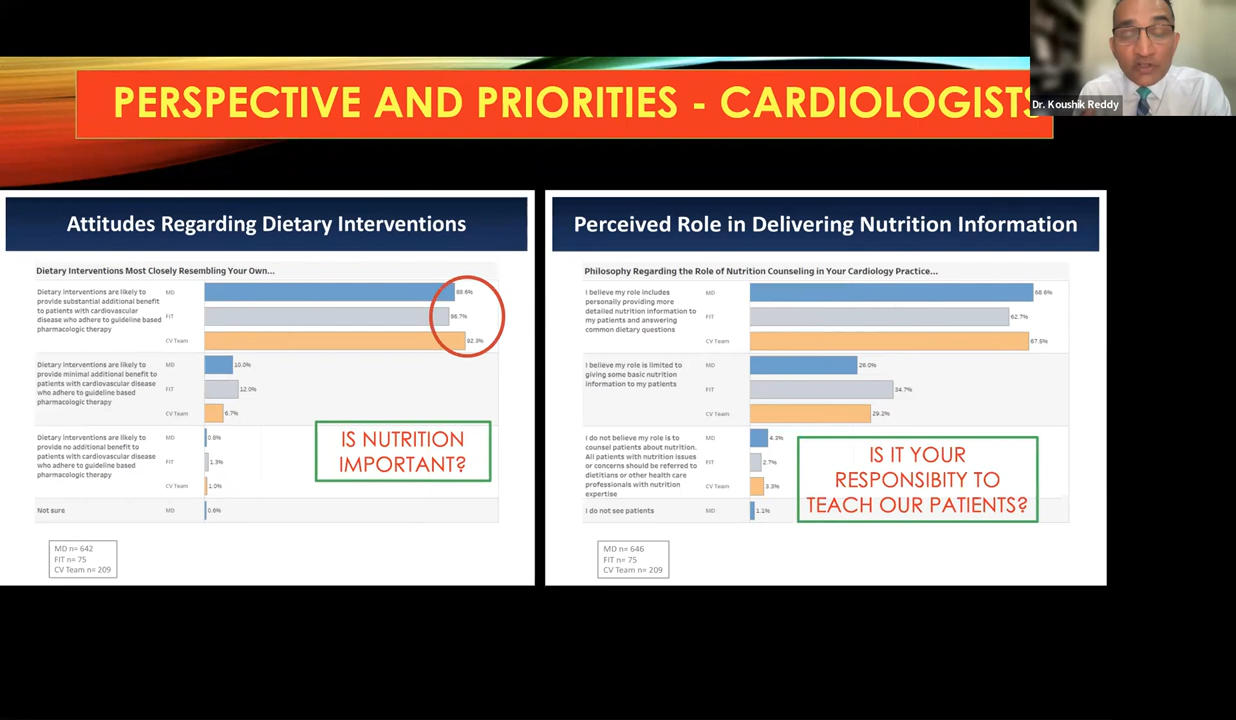 PERSPECTIVE AND PRIORITIES - CARDIOLOGISTS
Dr. Koushik Reddy
Attitudes Regarding Dietary Interventions
Dietary Interventions Most Closely Resembling Your Own...
Dietary interventions are likely to
provide substantial additional benefit
to patients with cardiovascular
disease who adhere to guideline based
pharmacologic therapy
MD
88.6%
FIT
86.7%
CV Team
92.3%
Dietary interventions are likely to
provide minimal additional benefit to
patients with cardiovascular disease
who adhere to guideline based
pharmacologic therapy
MD
10.0%
FIT
12.0%
CV Team
6.7%
Dietary interventions are likely to
provide no additional benefit to
patients with cardiovascular disease
who adhere to guideline based
pharmacologic therapy
MD
0.8%
FIT
1.3%
CV Team
1.0%
Not sure
MD
0.6%
IS NUTRITION
IMPORTANT?
MD n= 642
FIT n= 75
CV Team n= 209
Perceived Role in Delivering Nutrition Information
Philosophy Regarding the Role of Nutrition Counseling in Your Cardiology Practice...
I believe my role includes
personally providing more
detailed nutrition information to
my patients and answering
common dietary questions
MD
68.6%
FIT
62.7%
CV Team
67.5%
I believe my role is limited to
giving some basic nutrition
information to my patients
MD
26.0%
FIT
34.7%
CV Team
29.2%
I do not believe my role is to
counsel patients about nutrition.
All patients with nutrition issues
or concerns should be referred to
dietitians or other health care
professionals with nutrition
expertise
MD
4.3%
FIT
2.7%
CV Team
3.3%
I do not see patients
MD
1.1%
IS IT YOUR
RESPONSIBITY TO
TEACH OUR PATIENTS?
MD n= 646
FIT n= 75
CV Team n= 209